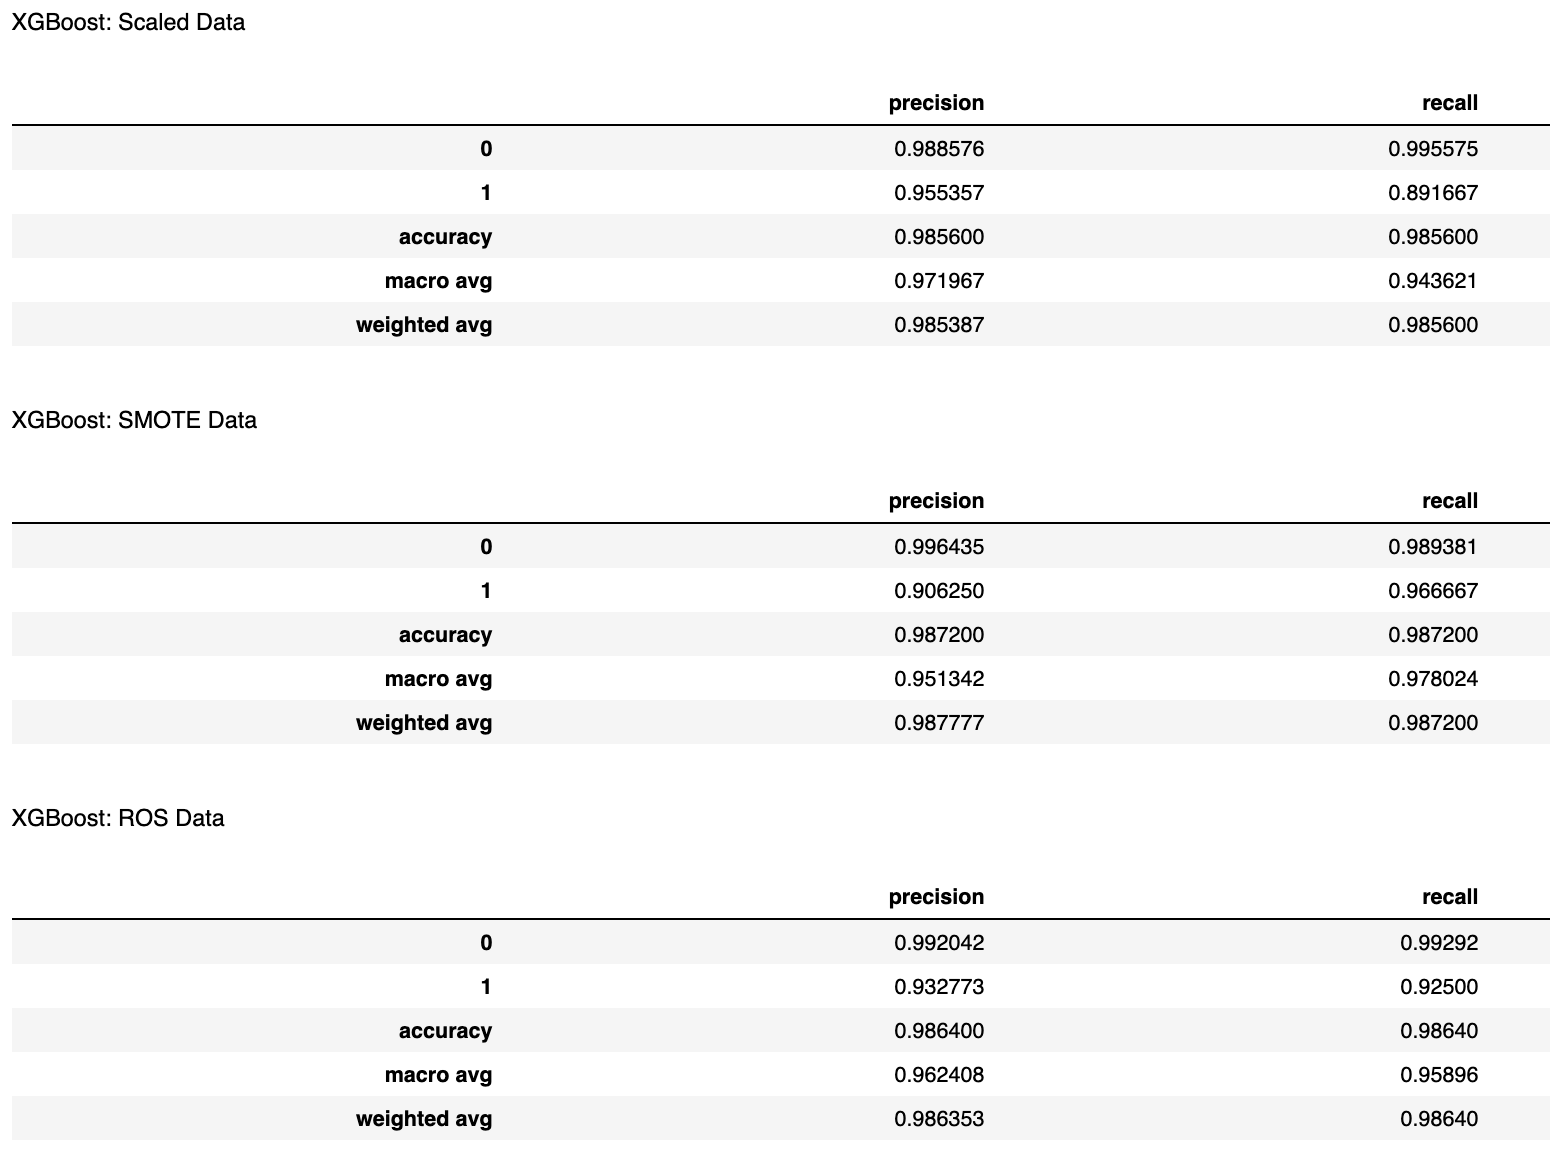 XGBoost: Scaled Data
precision recall
0 0.988576 0.995575
1 0.955357 0.891667
accuracy 0.985600 0.985600
macro avg 0.971967 0.943621
weighted avg 0.985387 0.985600
XGBoost: SMOTE Data
precision recall
0 0.996435 0.989381
1 0.906250 0.966667
accuracy 0.987200 0.987200
macro avg 0.951342 0.978024
weighted avg 0.987777 0.987200
XGBoost: ROS Data
precision recall
0 0.992042 0.99292
1 0.932773 0.92500
accuracy 0.986400 0.98640
macro avg 0.962408 0.95896
weighted avg 0.986353 0.98640